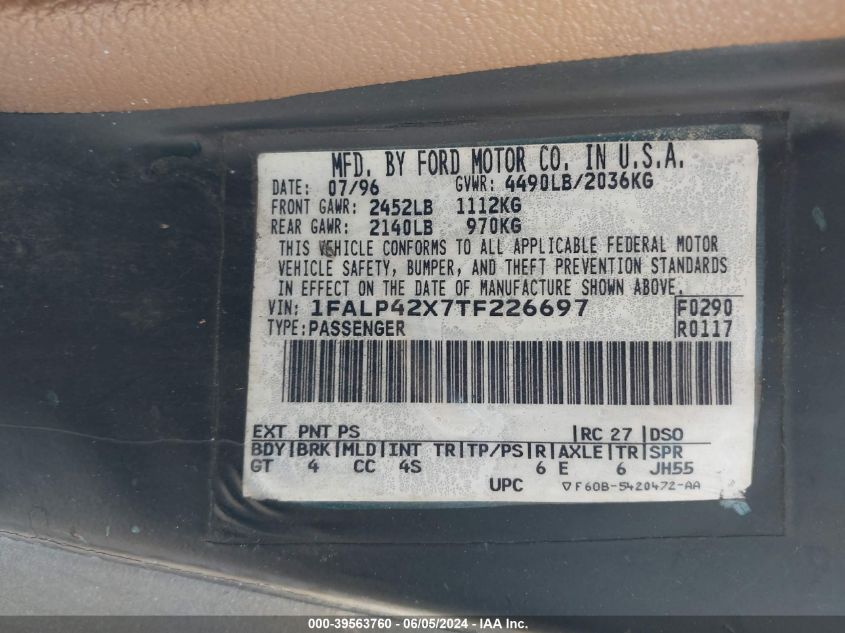 MFD. BY FORD MOTOR CO. IN U.S.A.
DATE: 07/96 GVWR: 4490LB/2036KG
FRONT GAWR: 2452LB 1112KG
REAR GAWR: 2140LB 970KG
THIS VEHICLE CONFORMS TO ALL APPLICABLE FEDERAL MOTOR
VEHICLE SAFETY, BUMPER, AND THEFT PREVENTION STANDARDS
IN EFFECT ON THE DATE OF MANUFACTURE SHOWN ABOVE.
VIN: 1FALP42X7TF226697 F0290
TYPE: PASSENGER R0117
EXT PNT PS RC 27 DSO
BDY BRK MLD INT TR TP/PS R AXLE TR SPR
GT 4 CC 4S 6 E 6 JH55
UPC ▽F60B-5420472-AA
000-39563760 - 06/05/2024 - IAAI, Inc.